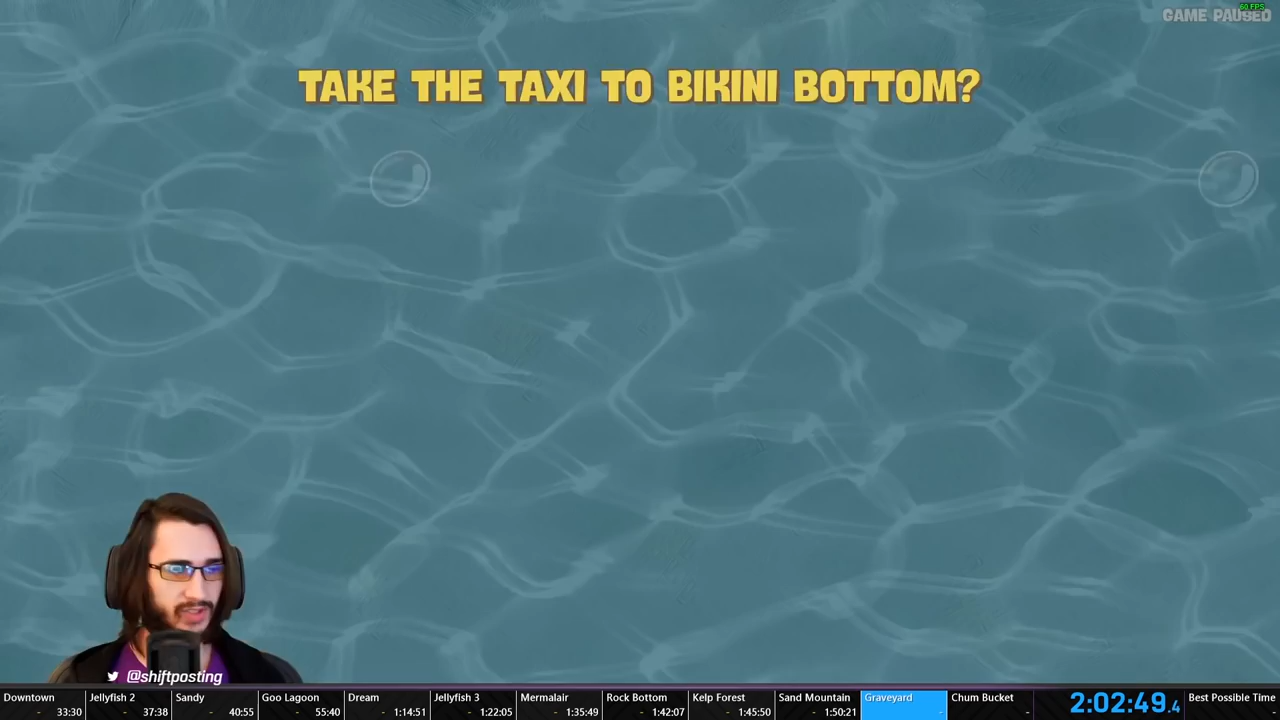 60 FPS
GAME PAUSED
TAKE THE TAXI TO BIKINI BOTTOM?
@shiftposting
Downtown Jellyfish 2 Sandy Goo Lagoon Dream Jellyfish 3 Mermalair Rock Bottom Kelp Forest Sand Mountain Graveyard Chum Bucket 2:02:49.4 Best Possible Time
- 33:30 - 37:38 - 40:55 - 55:40 - 1:14:51 - 1:22:05 - 1:35:49 - 1:42:07 - 1:45:50 - 1:50:21 - - -